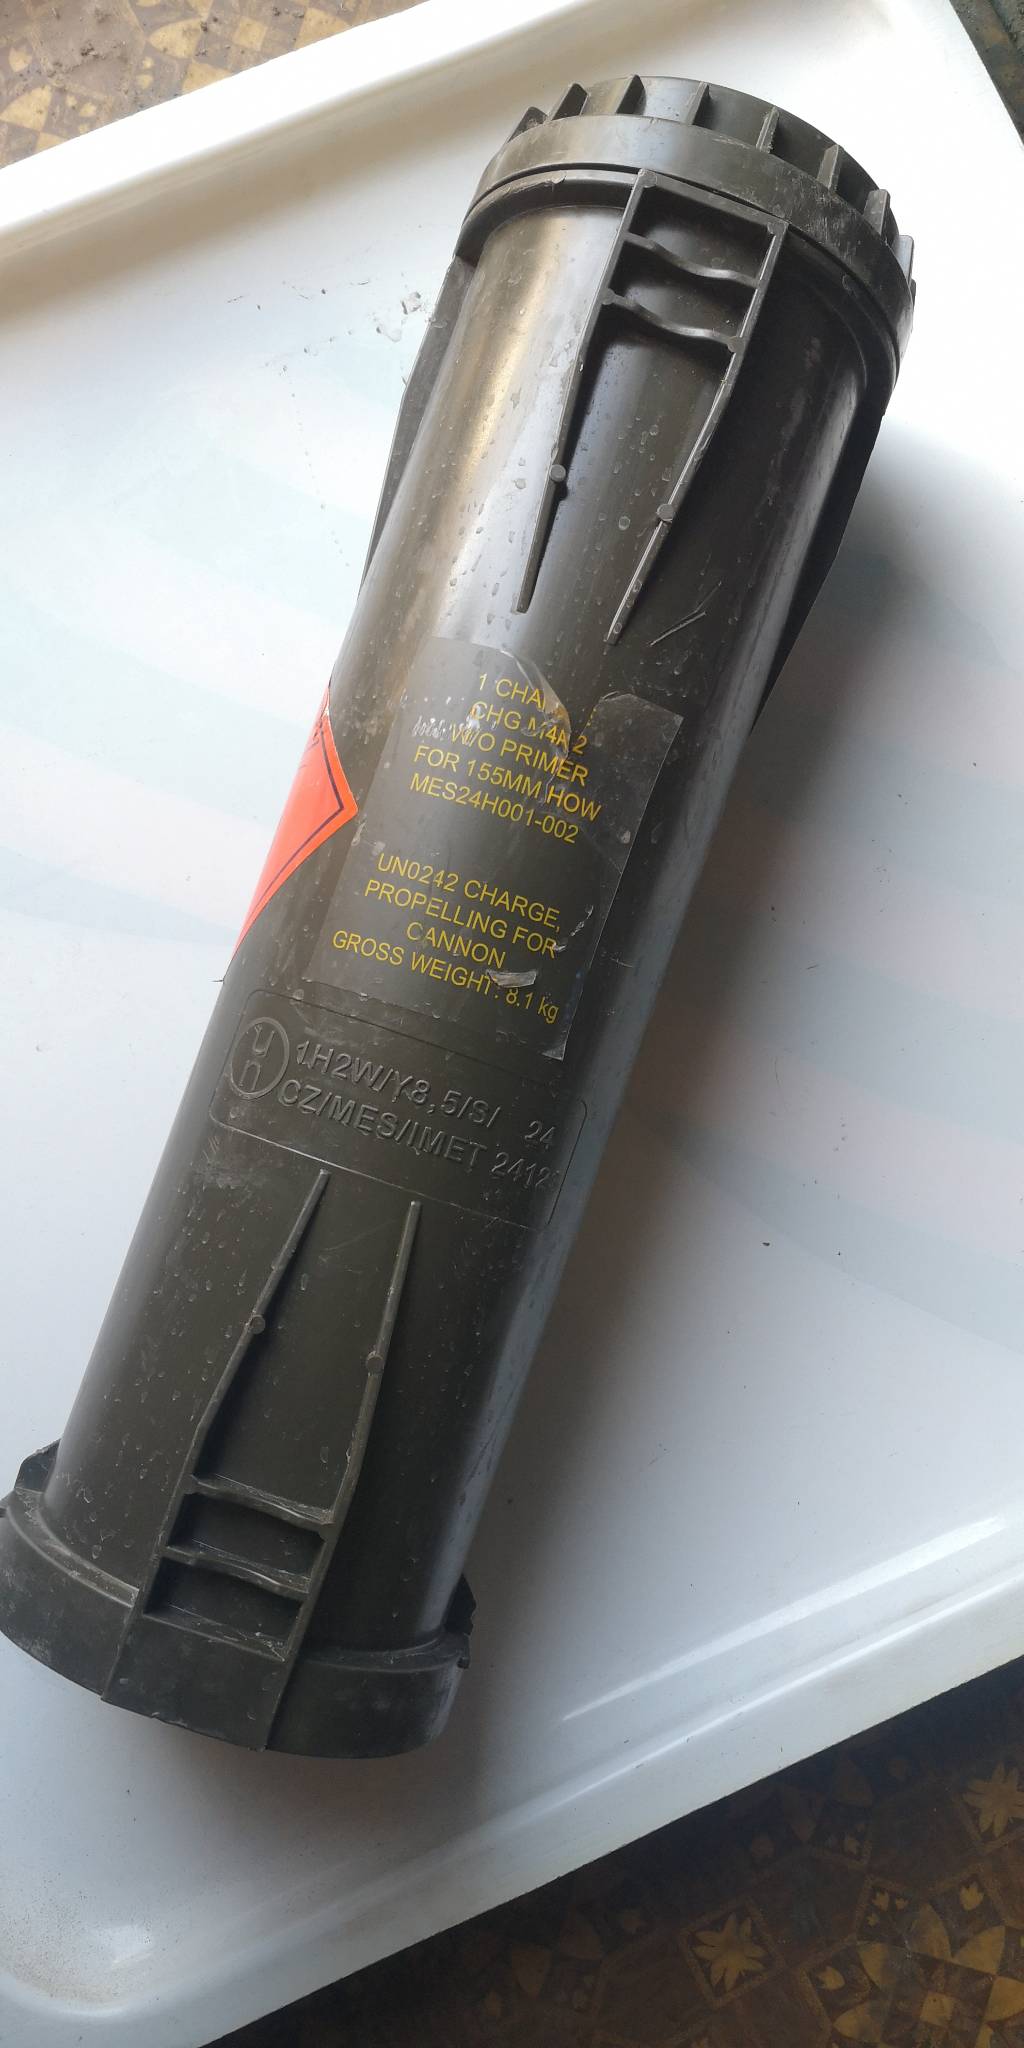 1
CHG M4A2
W/O PRIMER
FOR 155MM HOW
MES24H001-002
UN0242 CHARGE,
PROPELLING FOR
CANNON
GROSS WEIGHT: 8.1 kg
un
1H2W/Y8,5/S/ 24
CZ/MES/IMET